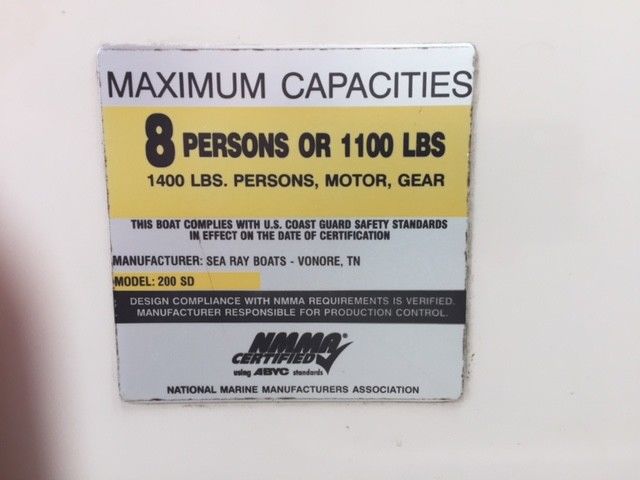 MAXIMUM CAPACITIES
8 PERSONS OR 1100 LBS
1400 LBS. PERSONS, MOTOR, GEAR
THIS BOAT COMPLIES WITH U.S. COAST GUARD SAFETY STANDARDS
IN EFFECT ON THE DATE OF CERTIFICATION
MANUFACTURER: SEA RAY BOATS - VONORE, TN
MODEL: 200 SD
DESIGN COMPLIANCE WITH NMMA REQUIREMENTS IS VERIFIED.
MANUFACTURER RESPONSIBLE FOR PRODUCTION CONTROL.
NMMA®
CERTIFIED
using ABYC standards
NATIONAL MARINE MANUFACTURERS ASSOCIATION